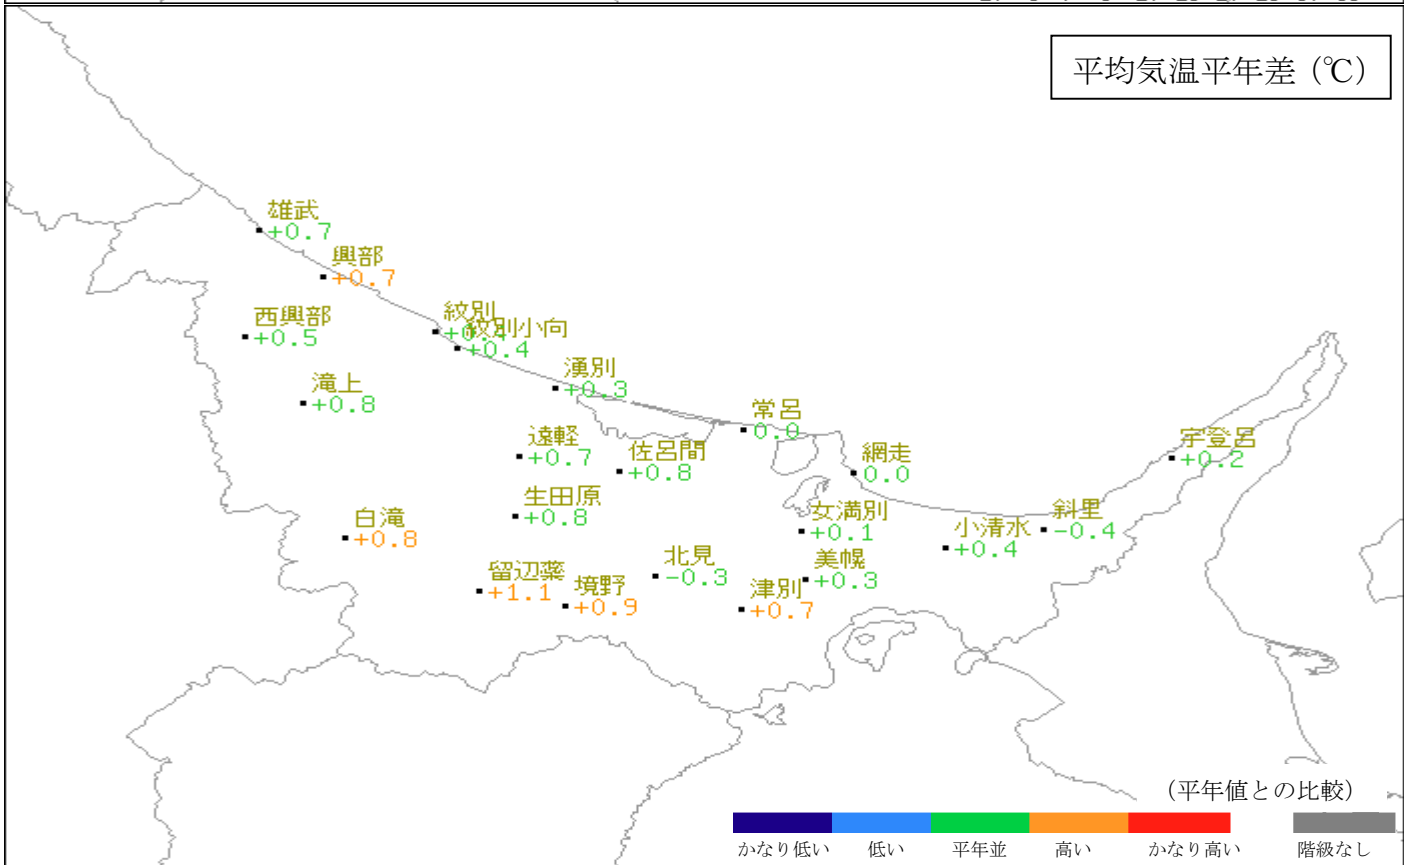 平均気温平年差（℃）
雄武
+0.7
興部
+0.7
西興部
+0.5
紋別
紋別小向
+0.4
滝上
+0.8
湧別
+0.3
常呂
0.0
遠軽
+0.7
佐呂間
+0.8
網走
0.0
宇登呂
+0.2
生田原
+0.8
白滝
+0.8
女満別
+0.1
小清水
+0.4
斜里
-0.4
北見
-0.3
美幌
+0.3
留辺蘂
+1.1
境野
+0.9
津別
+0.7
（平年値との比較）
かなり低い 低い 平年並 高い かなり高い 階級なし